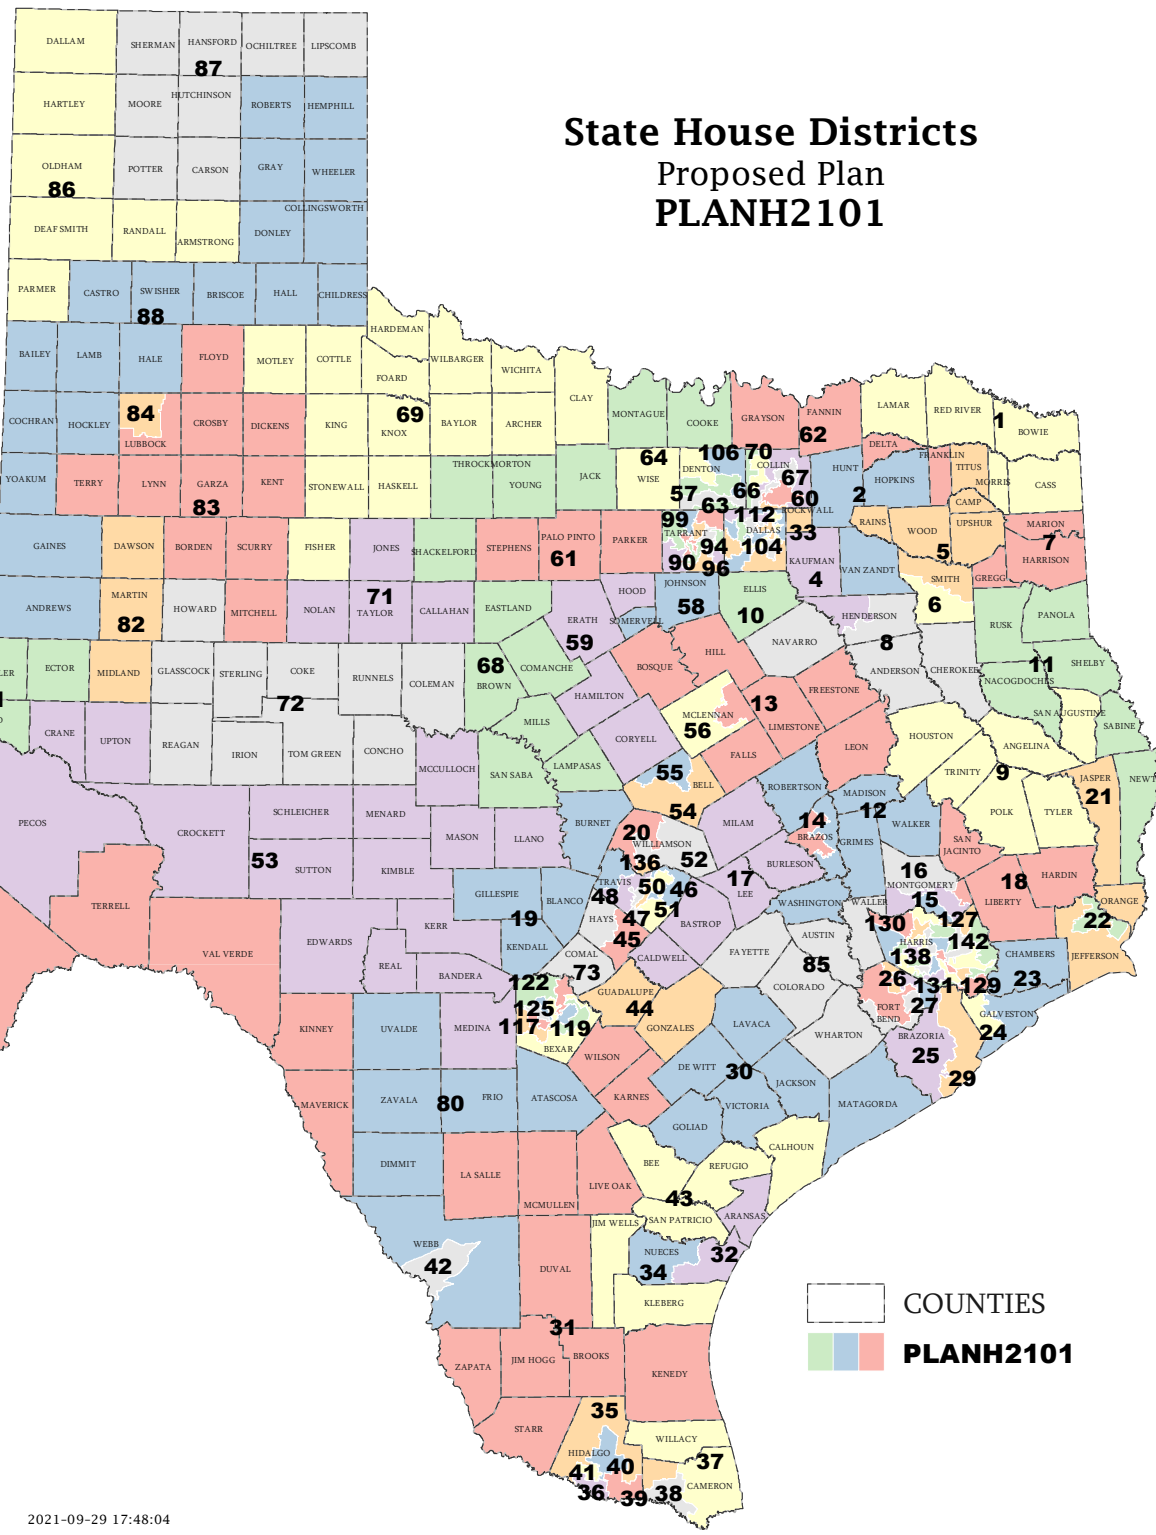 State House Districts
Proposed Plan
PLANH2101
DALLAM
SHERMAN
HANSFORD
OCHILTREE
LIPSCOMB
87
HARTLEY
MOORE
HUTCHINSON
ROBERTS
HEMPHILL
OLDHAM
86
POTTER
CARSON
GRAY
WHEELER
COLLINGSWORTH
DEAF SMITH
RANDALL
ARMSTRONG
DONLEY
PARMER
CASTRO
SWISHER
88
BRISCOE
HALL
CHILDRESS
HARDEMAN
BAILEY
LAMB
HALE
FLOYD
MOTLEY
COTTLE
FOARD
WILBARGER
WICHITA
CLAY
COCHRAN
HOCKLEY
84
LUBBOCK
CROSBY
DICKENS
KING
69
KNOX
BAYLOR
ARCHER
MONTAGUE
COOKE
GRAYSON
FANNIN
62
LAMAR
RED RIVER
1
BOWIE
YOAKUM
TERRY
LYNN
GARZA
83
KENT
STONEWALL
HASKELL
THROCKMORTON
YOUNG
JACK
64
WISE
DENTON
106
70
COLLIN
67
60
57
63
66
112
HUNT
2
DELTA
HOPKINS
FRANKLIN
TITUS
MORRIS
CAMP
CASS
GAINES
DAWSON
BORDEN
SCURRY
FISHER
JONES
SHACKELFORD
STEPHENS
PALO PINTO
61
PARKER
99
TARRANT
94
90
96
DALLAS
104
ROCKWALL
33
KAUFMAN
4
RAINS
WOOD
5
UPSHUR
MARION
7
HARRISON
GREGG
VAN ZANDT
SMITH
6
ANDREWS
MARTIN
82
HOWARD
MITCHELL
NOLAN
71
TAYLOR
CALLAHAN
EASTLAND
ERATH
59
HOOD
SOMERVELL
JOHNSON
58
ELLIS
10
HENDERSON
NAVARRO
8
ANDERSON
CHEROKEE
RUSK
PANOLA
11
NACOGDOCHES
SHELBY
ECTOR
MIDLAND
GLASSCOCK
STERLING
COKE
72
RUNNELS
COLEMAN
68
BROWN
COMANCHE
HAMILTON
BOSQUE
HILL
13
FREESTONE
LIMESTONE
CRANE
UPTON
REAGAN
IRION
TOM GREEN
CONCHO
MCCULLOCH
SAN SABA
MILLS
LAMPASAS
CORYELL
MCLENNAN
56
FALLS
LEON
HOUSTON
ANGELINA
SAN AUGUSTINE
SABINE
PECOS
CROCKETT
SCHLEICHER
MENARD
MASON
LLANO
BURNET
55
BELL
54
MILAM
ROBERTSON
14
BRAZOS
MADISON
12
WALKER
GRIMES
TRINITY
9
POLK
TYLER
JASPER
21
NEWT
53
SUTTON
KIMBLE
20
WILLIAMSON
52
136
TRAVIS
48
50
46
51
17
LEE
BURLESON
WASHINGTON
16
MONTGOMERY
15
SAN
JACINTO
18
LIBERTY
HARDIN
ORANGE
22
JEFFERSON
TERRELL
VAL VERDE
EDWARDS
KERR
REAL
BANDERA
GILLESPIE
19
KENDALL
BLANCO
HAYS
47
45
BASTROP
CALDWELL
COMAL
73
FAYETTE
AUSTIN
85
COLORADO
WALLER
130
HARRIS
138
127
142
26
131
129
FORT
BEND
27
CHAMBERS
23
GALVESTON
24
BRAZORIA
25
29
KINNEY
UVALDE
MEDINA
122
125
117
119
BEXAR
GUADALUPE
44
GONZALES
LAVACA
WHARTON
WILSON
DE WITT
30
JACKSON
MATAGORDA
MAVERICK
ZAVALA
80
FRIO
ATASCOSA
KARNES
GOLIAD
VICTORIA
CALHOUN
DIMMIT
LA SALLE
MCMULLEN
LIVE OAK
BEE
REFUGIO
43
SAN PATRICIO
ARANSAS
WEBB
42
DUVAL
JIM WELLS
NUECES
34
32
KLEBERG
31
ZAPATA
JIM HOGG
BROOKS
KENEDY
STARR
35
HIDALGO
41
40
36
39
38
WILLACY
37
CAMERON
COUNTIES
PLANH2101
2021-09-29 17:48:04